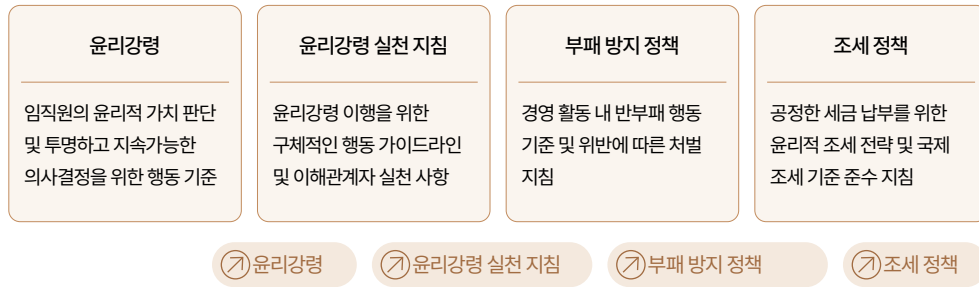 윤리강령
임직원의 윤리적 가치 판단
및 투명하고 지속가능한
의사결정을 위한 행동 기준
윤리강령 실천 지침
윤리강령 이행을 위한
구체적인 행동 가이드라인
및 이해관계자 실천 사항
부패 방지 정책
경영 활동 내 반부패 행동
기준 및 위반에 따른 처벌
지침
조세 정책
공정한 세금 납부를 위한
윤리적 조세 전략 및 국제
조세 기준 준수 지침
윤리강령
윤리강령 실천 지침
부패 방지 정책
조세 정책